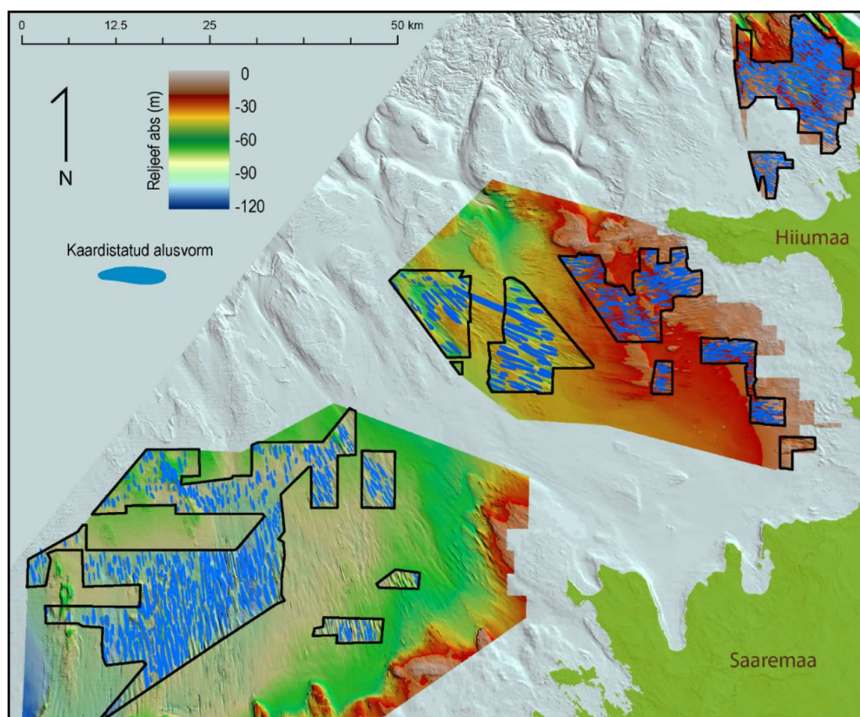 0 12.5 25 50 km
Reljeef abs (m)
0
-30
-60
-90
-120
N
Kaardistatud alusvorm
Hiiumaa
Saaremaa